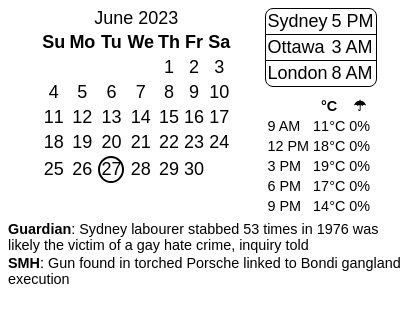 June 2023
Su Mo Tu We Th Fr Sa
1 2 3
4 5 6 7 8 9 10
11 12 13 14 15 16 17
18 19 20 21 22 23 24
25 26 27 28 29 30
Sydney 5 PM
Ottawa 3 AM
London 8 AM
°C ☂
9 AM 11°C 0%
12 PM 18°C 0%
3 PM 19°C 0%
6 PM 17°C 0%
9 PM 14°C 0%
Guardian: Sydney labourer stabbed 53 times in 1976 was
likely the victim of a gay hate crime, inquiry told
SMH: Gun found in torched Porsche linked to Bondi gangland
execution